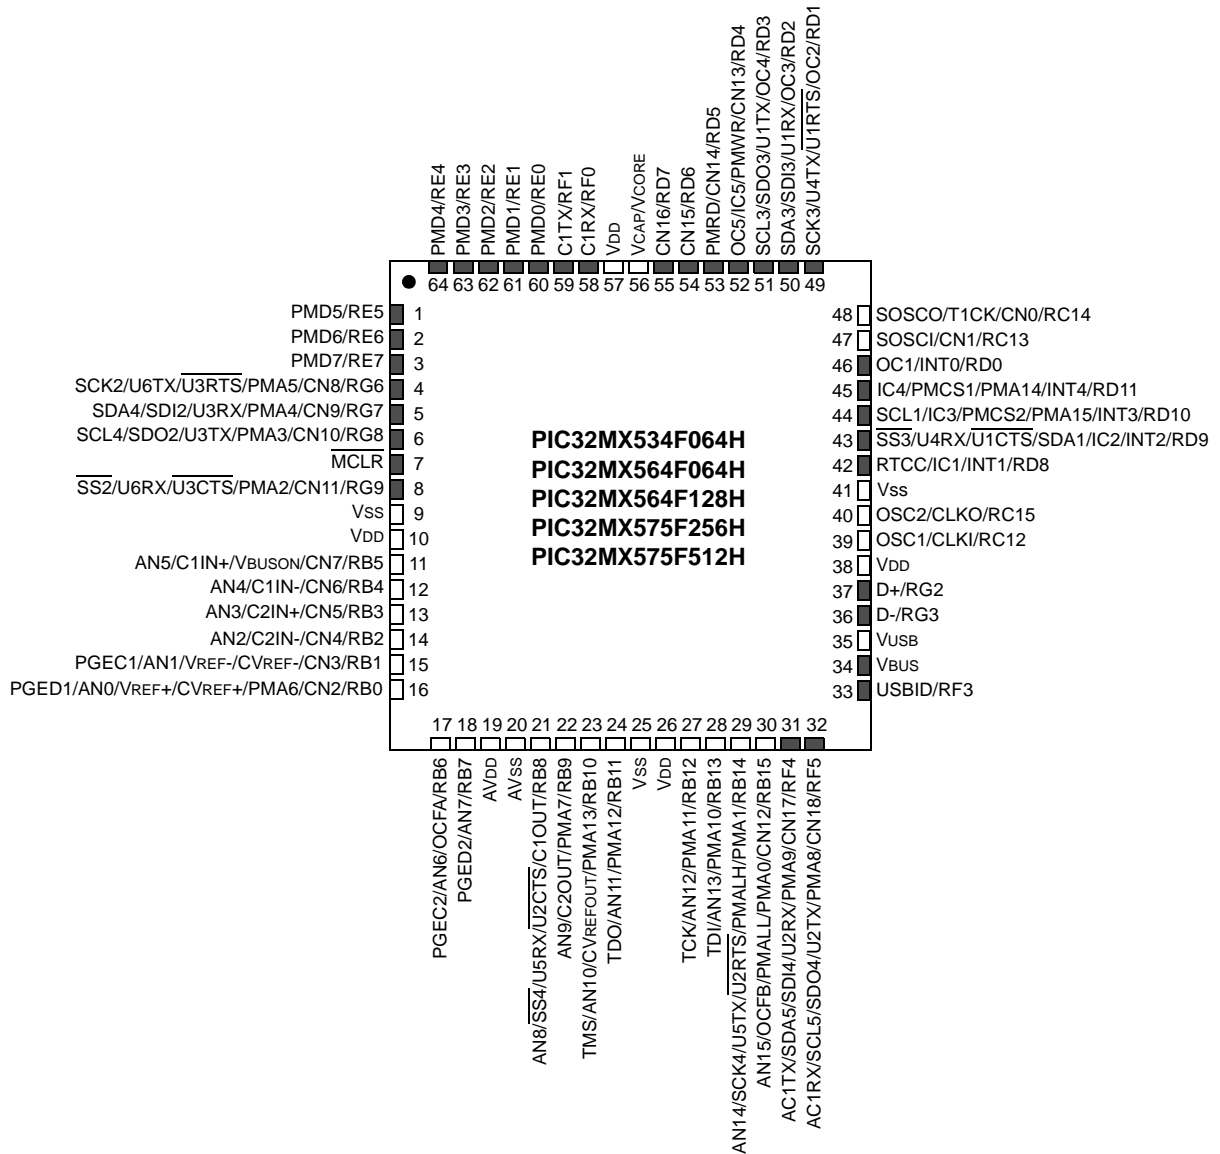 PMD4/RE4
PMD3/RE3
PMD2/RE2
PMD1/RE1
PMD0/RE0
C1TX/RF1
C1RX/RF0
VDD
VCAP/VCORE
CN16/RD7
CN15/RD6
PMRD/CN14/RD5
OC5/IC5/PMWR/CN13/RD4
SCL3/SDO3/U1TX/OC4/RD3
SDA3/SDI3/U1RX/OC3/RD2
SCK3/U4TX/U1RTS/OC2/RD1
64 63 62 61 60 59 58 57 56 55 54 53 52 51 50 49
PMD5/RE5 1
PMD6/RE6 2
PMD7/RE7 3
SCK2/U6TX/U3RTS/PMA5/CN8/RG6 4
SDA4/SDI2/U3RX/PMA4/CN9/RG7 5
SCL4/SDO2/U3TX/PMA3/CN10/RG8 6
MCLR 7
SS2/U6RX/U3CTS/PMA2/CN11/RG9 8
VSS 9
VDD 10
AN5/C1IN+/VBUSON/CN7/RB5 11
AN4/C1IN-/CN6/RB4 12
AN3/C2IN+/CN5/RB3 13
AN2/C2IN-/CN4/RB2 14
PGEC1/AN1/VREF-/CVREF-/CN3/RB1 15
PGED1/AN0/VREF+/CVREF+/PMA6/CN2/RB0 16
PIC32MX534F064H
PIC32MX564F064H
PIC32MX564F128H
PIC32MX575F256H
PIC32MX575F512H
48 SOSCO/T1CK/CN0/RC14
47 SOSCI/CN1/RC13
46 OC1/INT0/RD0
45 IC4/PMCS1/PMA14/INT4/RD11
44 SCL1/IC3/PMCS2/PMA15/INT3/RD10
43 SS3/U4RX/U1CTS/SDA1/IC2/INT2/RD9
42 RTCC/IC1/INT1/RD8
41 Vss
40 OSC2/CLKO/RC15
39 OSC1/CLKI/RC12
38 VDD
37 D+/RG2
36 D-/RG3
35 VUSB
34 VBUS
33 USBID/RF3
17 18 19 20 21 22 23 24 25 26 27 28 29 30 31 32
PGEC2/AN6/OCFA/RB6
PGED2/AN7/RB7
AVDD
AVSS
AN8/SS4/U5RX/U2CTS/C1OUT/RB8
AN9/C2OUT/PMA7/RB9
TMS/AN10/CVREFOUT/PMA13/RB10
TDO/AN11/PMA12/RB11
VSS
VDD
TCK/AN12/PMA11/RB12
TDI/AN13/PMA10/RB13
AN14/SCK4/U5TX/U2RTS/PMALH/PMA1/RB14
AN15/OCFB/PMALL/PMA0/CN12/RB15
AC1TX/SDA5/SDI4/U2RX/PMA9/CN17/RF4
AC1RX/SCL5/SDO4/U2TX/PMA8/CN18/RF5